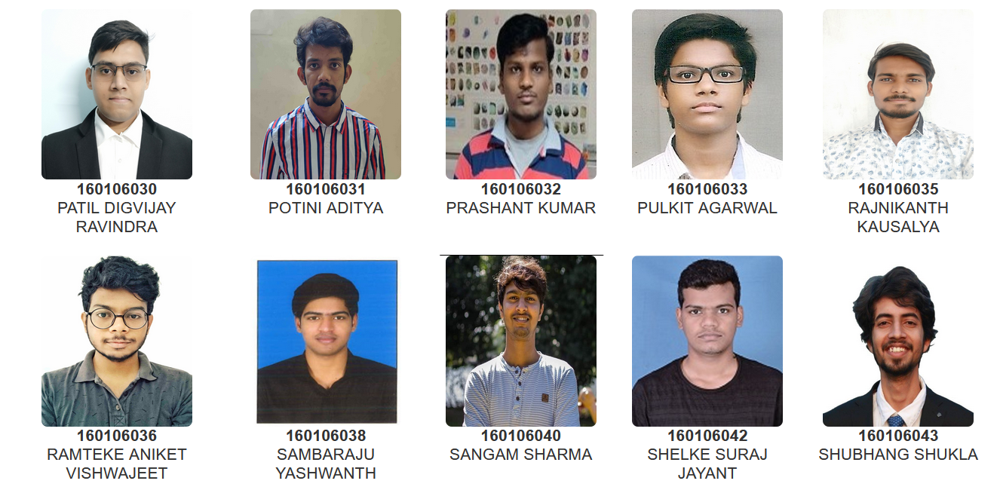 160106030
PATIL DIGVIJAY
RAVINDRA
160106031
POTINI ADITYA
160106032
PRASHANT KUMAR
160106033
PULKIT AGARWAL
160106035
RAJNIKANTH
KAUSALYA
160106036
RAMTEKE ANIKET
VISHWAJEET
160106038
SAMBARAJU
YASHWANTH
160106040
SANGAM SHARMA
160106042
SHELKE SURAJ
JAYANT
160106043
SHUBHANG SHUKLA